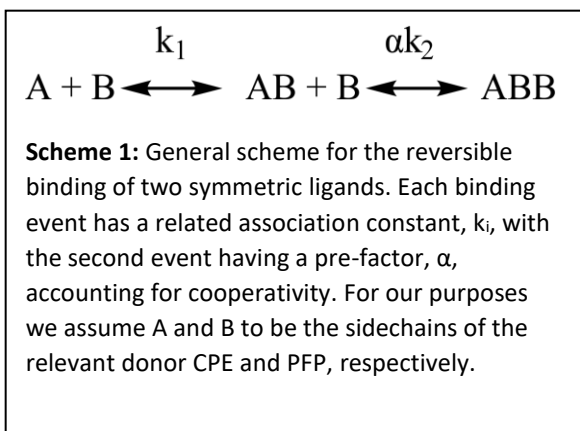 k₁ αk₂
A + B ⟷ AB + B ⟷ ABB
Scheme 1: General scheme for the reversible
binding of two symmetric ligands. Each binding
event has a related association constant, kᵢ, with
the second event having a pre-factor, α,
accounting for cooperativity. For our purposes
we assume A and B to be the sidechains of the
relevant donor CPE and PFP, respectively.